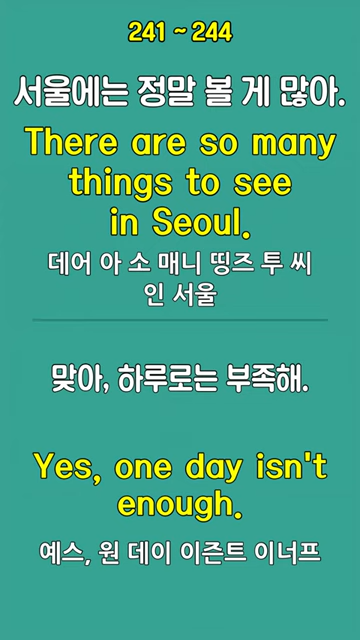 241 ~ 244
서울에는 정말 볼 게 많아.
There are so many
things to see
in Seoul.
데어 아 소 매니 띵즈 투 씨
인 서울
맞아, 하루로는 부족해.
Yes, one day isn't
enough.
예스, 원 데이 이즌트 이너프